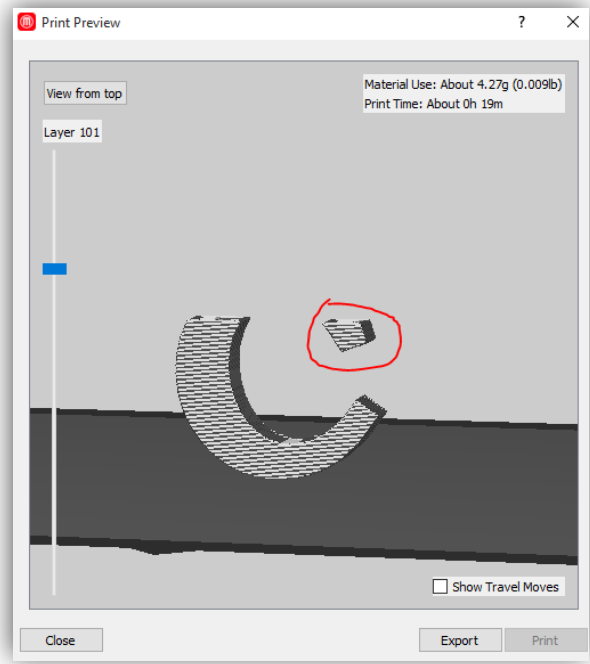 Print Preview
?
View from top
Material Use: About 4.27g (0.009lb)
Print Time: About 0h 19m
Layer 101
Show Travel Moves
Close
Export
Print